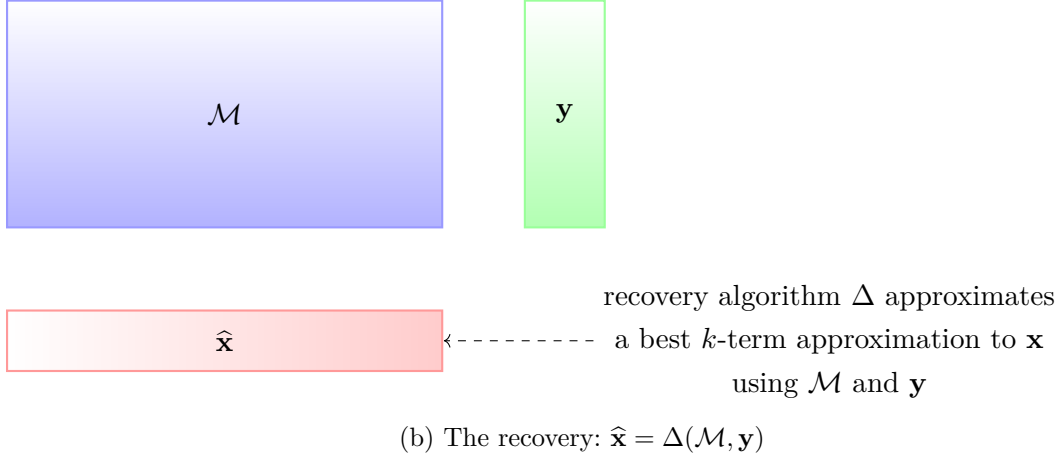 ℳ
𝐲
recovery algorithm Δ approximates
x̂
a best k-term approximation to 𝐱
using ℳ and 𝐲
(b) The recovery: x̂ = Δ(ℳ, 𝐲)